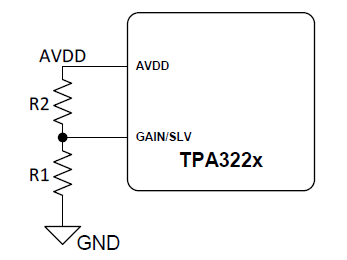 AVDD
AVDD
R2
GAIN/SLV
TPA322x
R1
GND